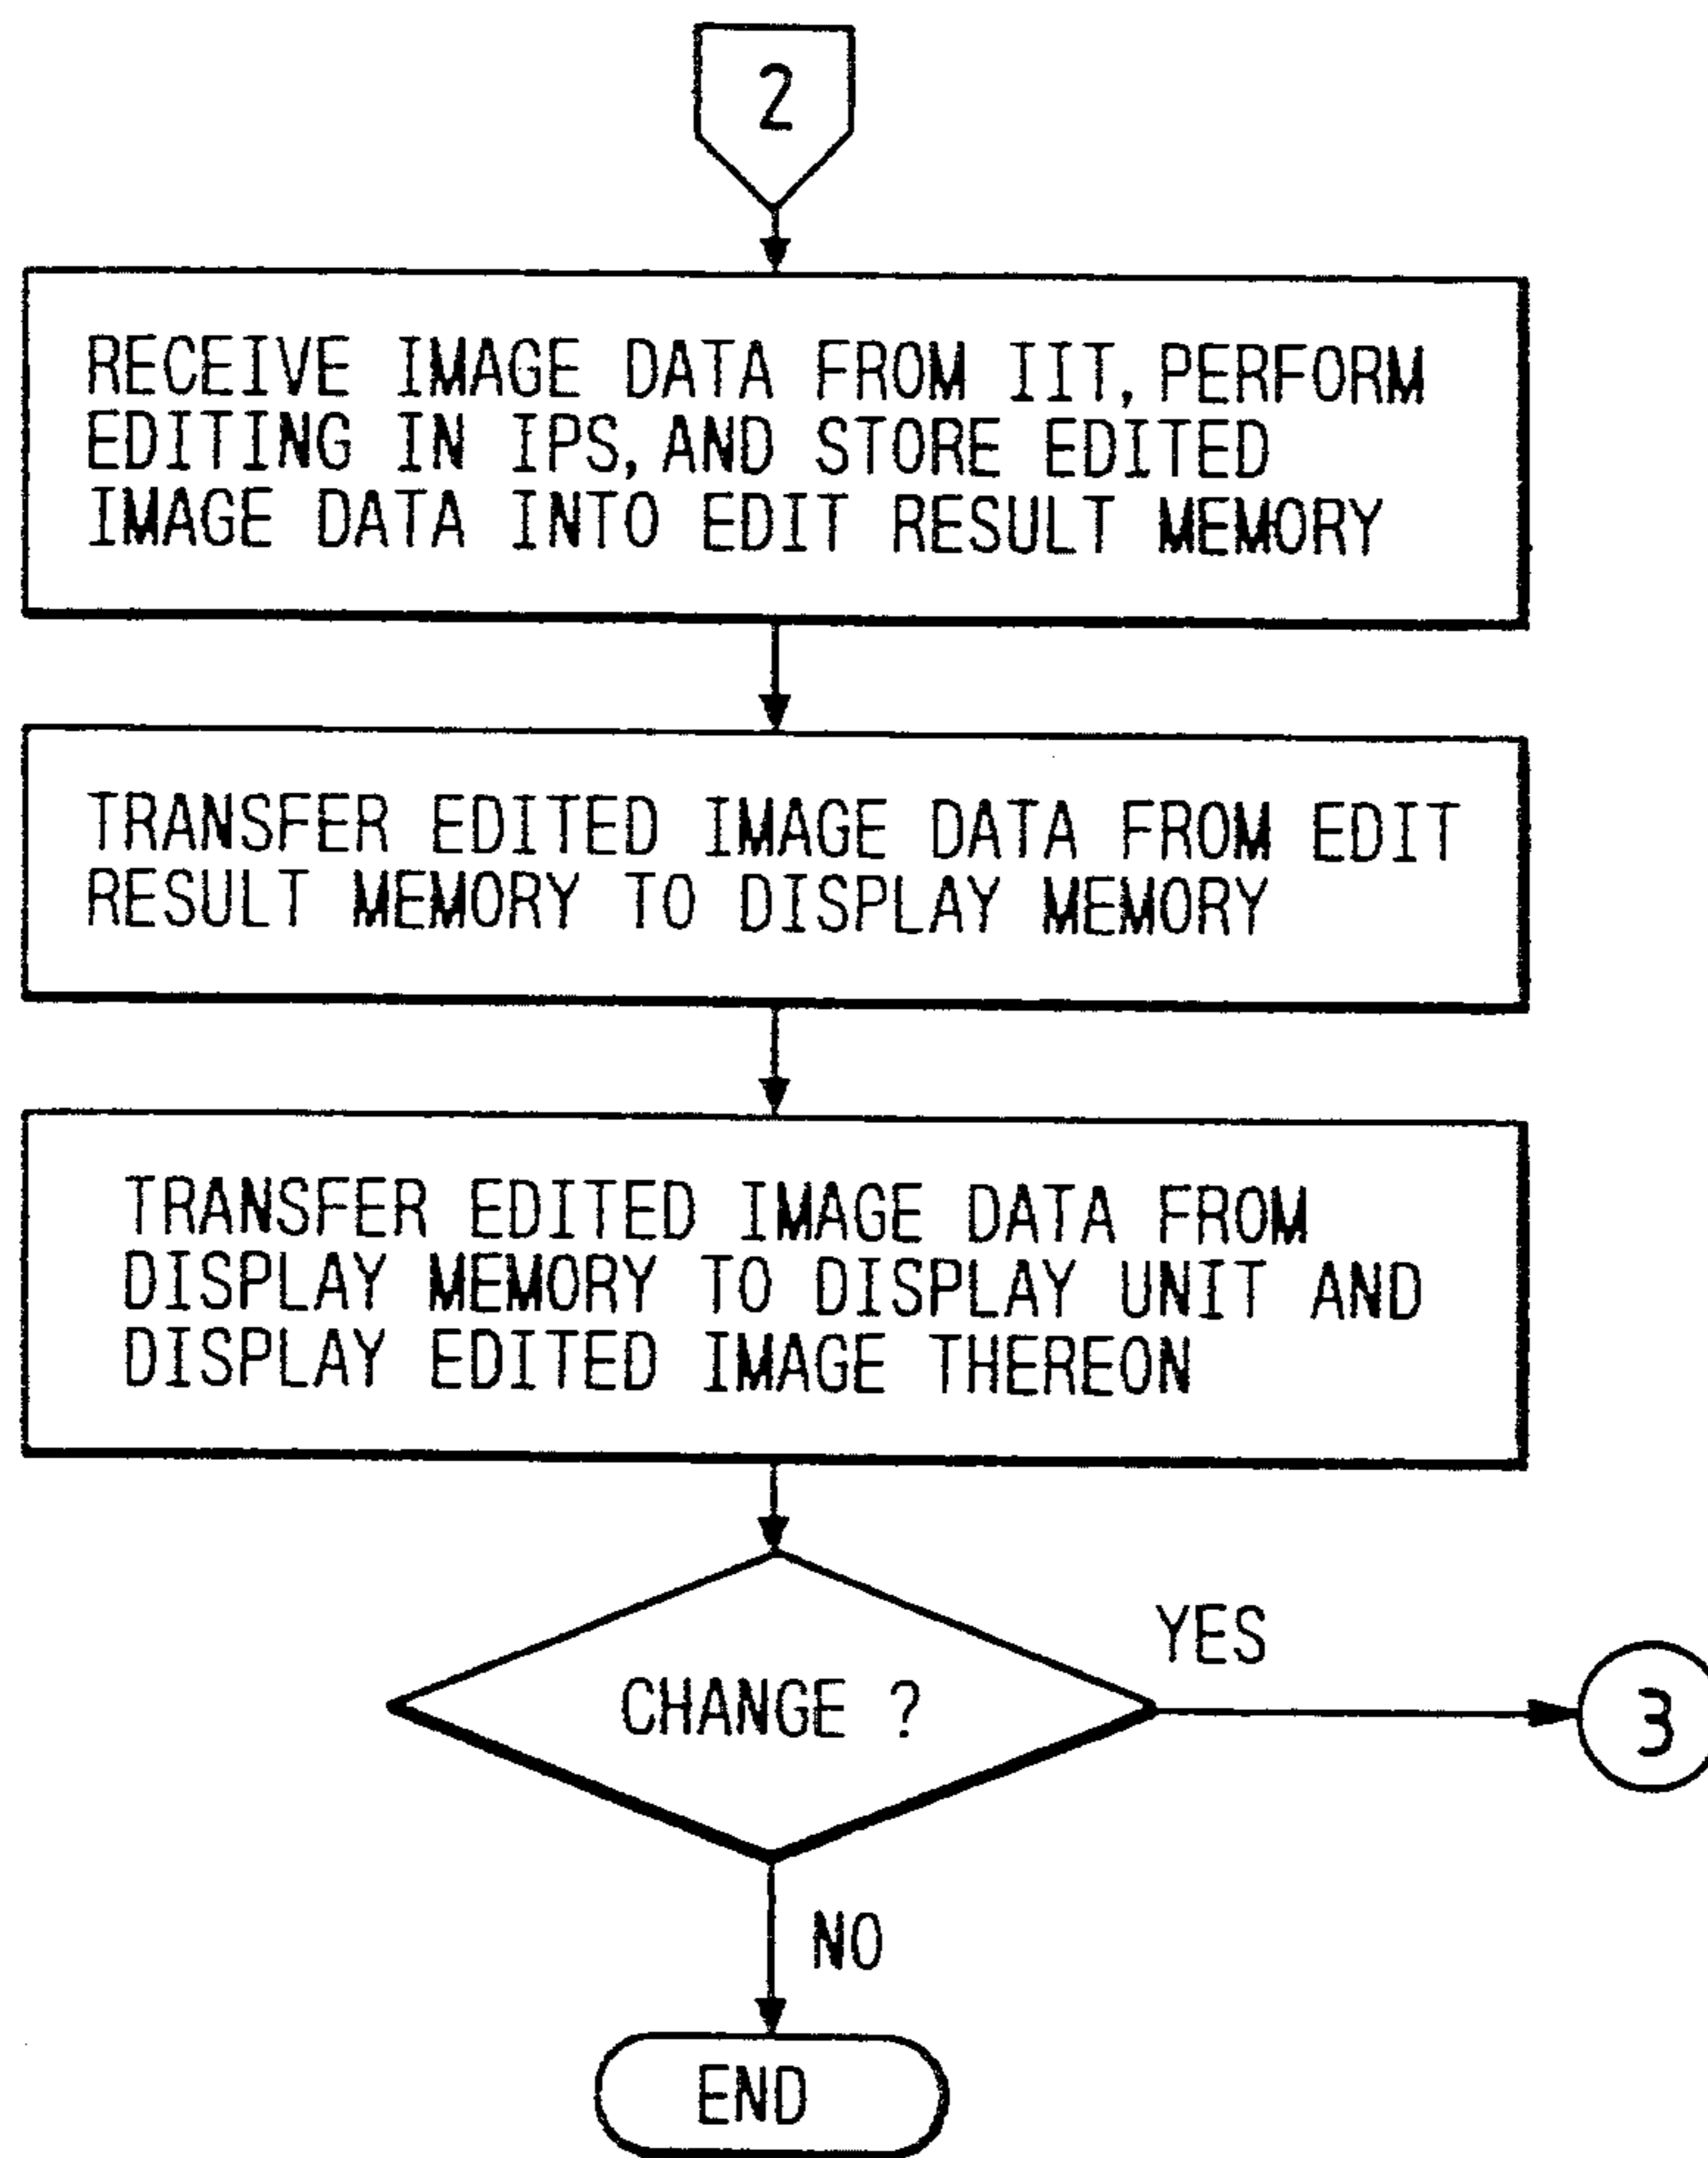 2
RECEIVE IMAGE DATA FROM IIT, PERFORM
EDITING IN IPS, AND STORE EDITED
IMAGE DATA INTO EDIT RESULT MEMORY
TRANSFER EDITED IMAGE DATA FROM EDIT
RESULT MEMORY TO DISPLAY MEMORY
TRANSFER EDITED IMAGE DATA FROM
DISPLAY MEMORY TO DISPLAY UNIT AND
DISPLAY EDITED IMAGE THEREON
YES
CHANGE ?
3
NO
END